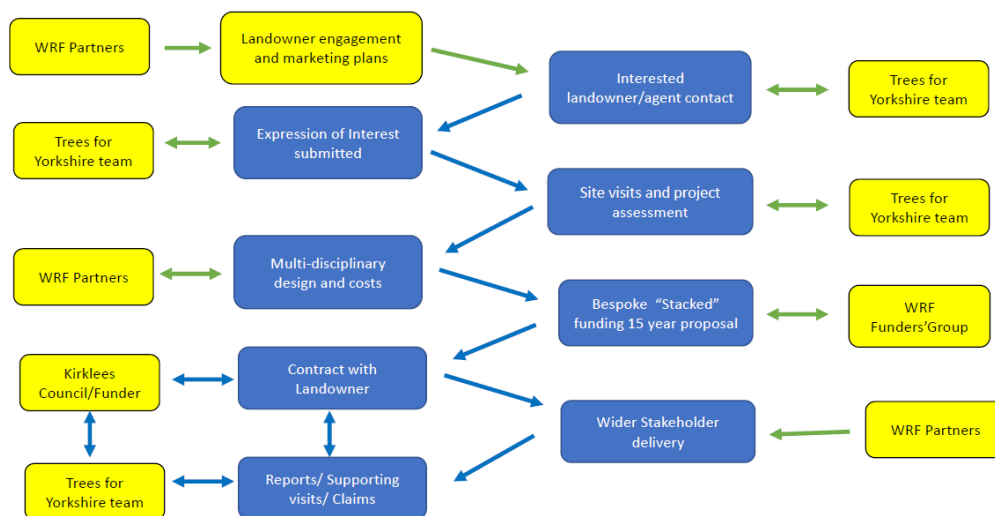 WRF Partners
Landowner engagement
and marketing plans
Interested
landowner/agent contact
Trees for
Yorkshire team
Trees for
Yorkshire team
Expression of Interest
submitted
Site visits and project
assessment
Trees for
Yorkshire team
WRF Partners
Multi-disciplinary
design and costs
Bespoke “Stacked”
funding 15 year proposal
WRF
Funders’Group
Kirklees
Council/Funder
Contract with
Landowner
Wider Stakeholder
delivery
WRF Partners
Trees for
Yorkshire team
Reports/ Supporting
visits/ Claims